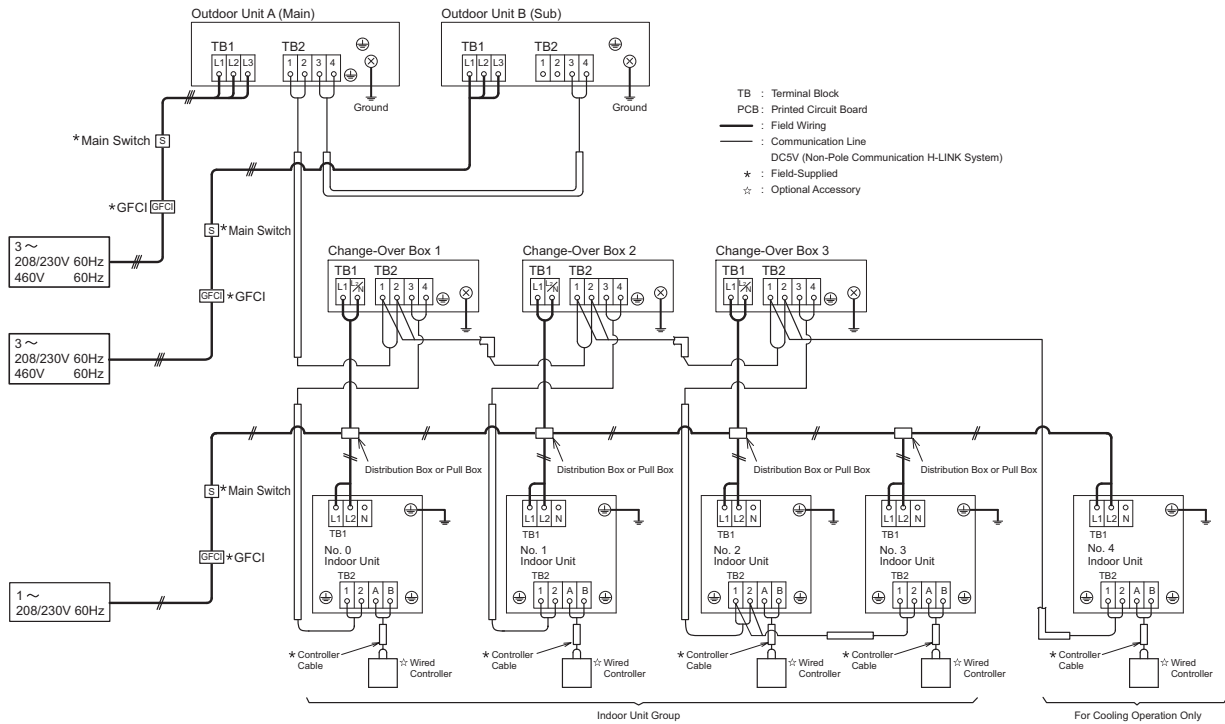 Outdoor Unit A (Main)
Outdoor Unit B (Sub)
TB1
TB2
L1 L2 L3
1 2 3 4
Ground
TB1
TB2
L1 L2 L3
1 2 3 4
Ground
TB : Terminal Block
PCB : Printed Circuit Board
: Field Wiring
: Communication Line
DC5V (Non-Pole Communication H-LINK System)
* : Field-Supplied
☆ : Optional Accessory
*Main Switch S
*GFCI GFCI
3～
208/230V 60Hz
460V 60Hz
S *Main Switch
GFCI *GFCI
3～
208/230V 60Hz
460V 60Hz
Change-Over Box 1
TB1 TB2
L1 L2/N 1 2 3 4
Change-Over Box 2
TB1 TB2
L1 L2/N 1 2 3 4
Change-Over Box 3
TB1 TB2
L1 L2/N 1 2 3 4
Distribution Box or Pull Box
Distribution Box or Pull Box
Distribution Box or Pull Box
Distribution Box or Pull Box
S *Main Switch
GFCI *GFCI
1～
208/230V 60Hz
L1 L2 N
TB1
No. 0
Indoor Unit
TB2
1 2 A B
* Controller
Cable
☆ Wired
Controller
L1 L2 N
TB1
No. 1
Indoor Unit
TB2
1 2 A B
* Controller
Cable
☆ Wired
Controller
L1 L2 N
TB1
No. 2
Indoor Unit
TB2
1 2 A B
* Controller
Cable
☆ Wired
Controller
L1 L2 N
TB1
No. 3
Indoor Unit
TB2
1 2 A B
* Controller
Cable
☆ Wired
Controller
L1 L2 N
TB1
No. 4
Indoor Unit
TB2
1 2 A B
* Controller
Cable
☆ Wired
Controller
Indoor Unit Group
For Cooling Operation Only